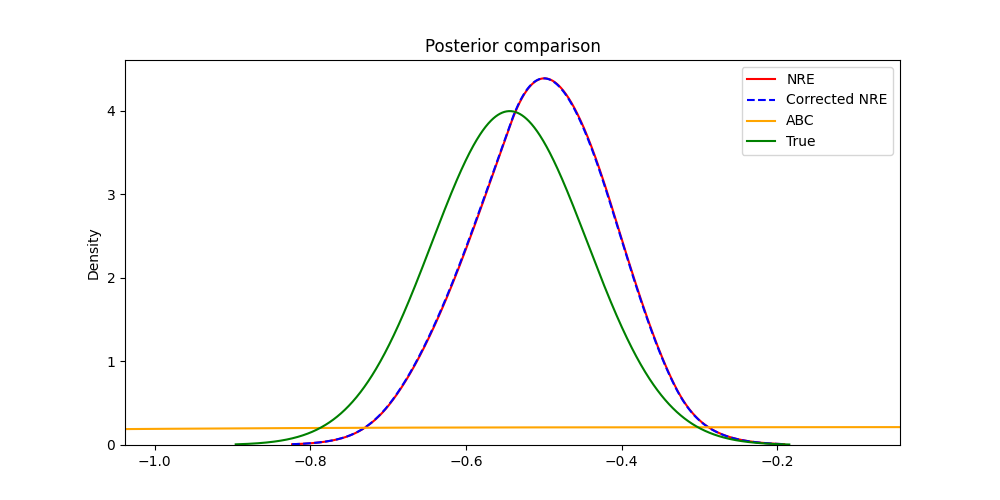 Posterior comparison
NRE
Corrected NRE
ABC
True
Density
4
3
2
1
0
−1.0 −0.8 −0.6 −0.4 −0.2